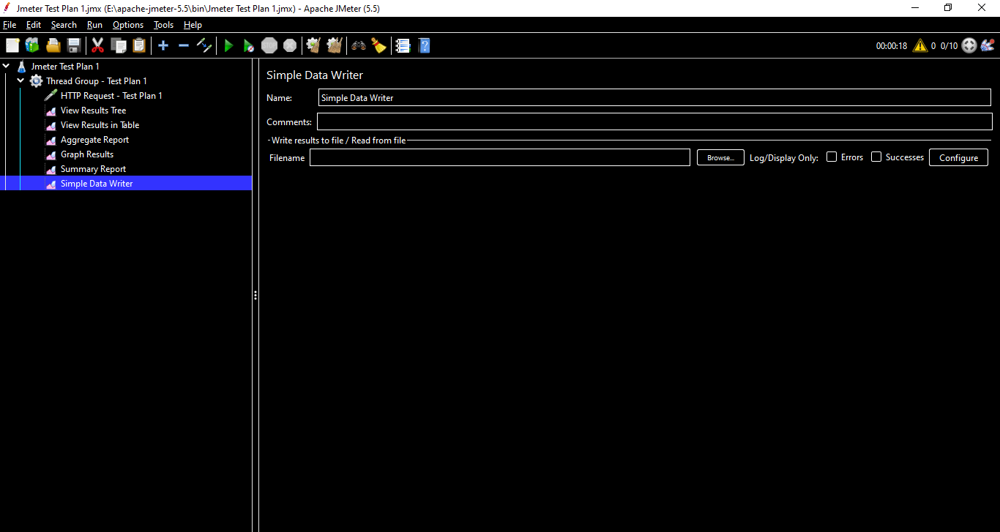 Jmeter Test Plan 1.jmx (E:\apache-jmeter-5.5\bin\Jmeter Test Plan 1.jmx) - Apache JMeter (5.5)
File Edit Search Run Options Tools Help
STOP 00:00:18 0 0/10
Jmeter Test Plan 1
Thread Group - Test Plan 1
HTTP Request - Test Plan 1
View Results Tree
View Results in Table
Aggregate Report
Graph Results
Summary Report
Simple Data Writer
Simple Data Writer
Name: Simple Data Writer
Comments:
Write results to file / Read from file
Filename Browse... Log/Display Only: Errors Successes Configure